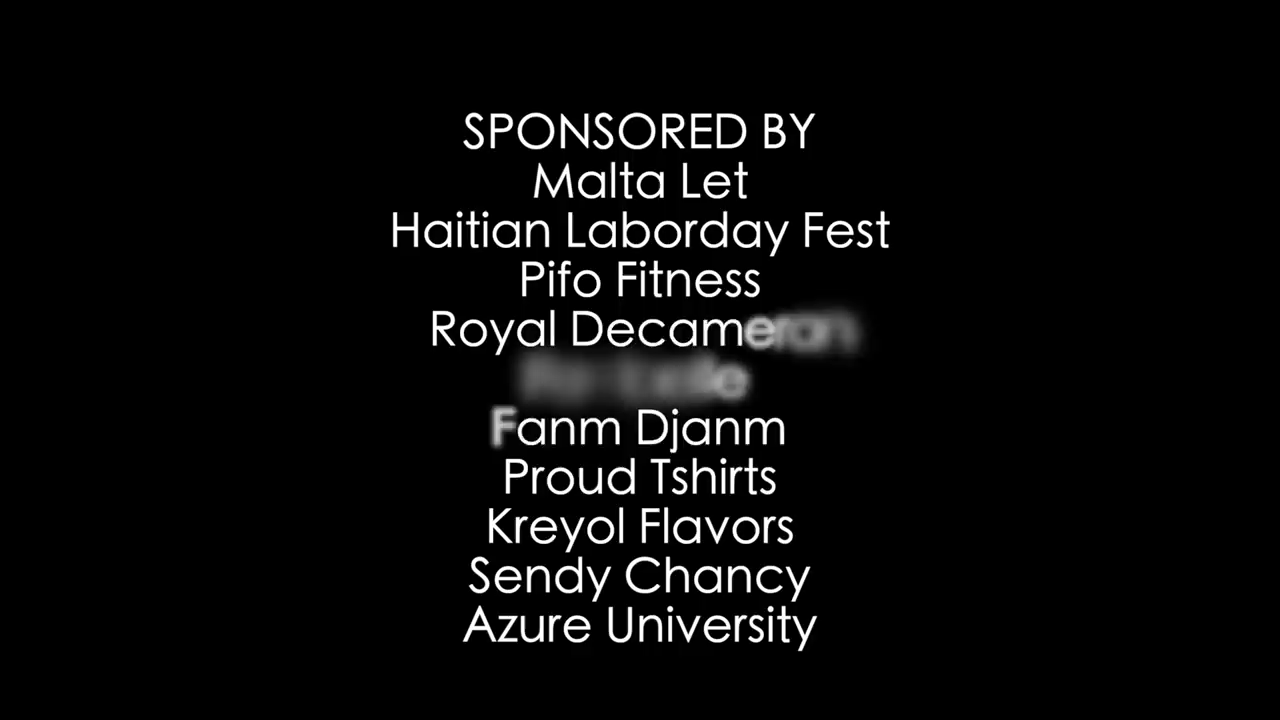 SPONSORED BY
Malta Let
Haitian Laborday Fest
Pifo Fitness
Royal Decameran
Fanm Djanm
Proud Tshirts
Kreyol Flavors
Sendy Chancy
Azure University